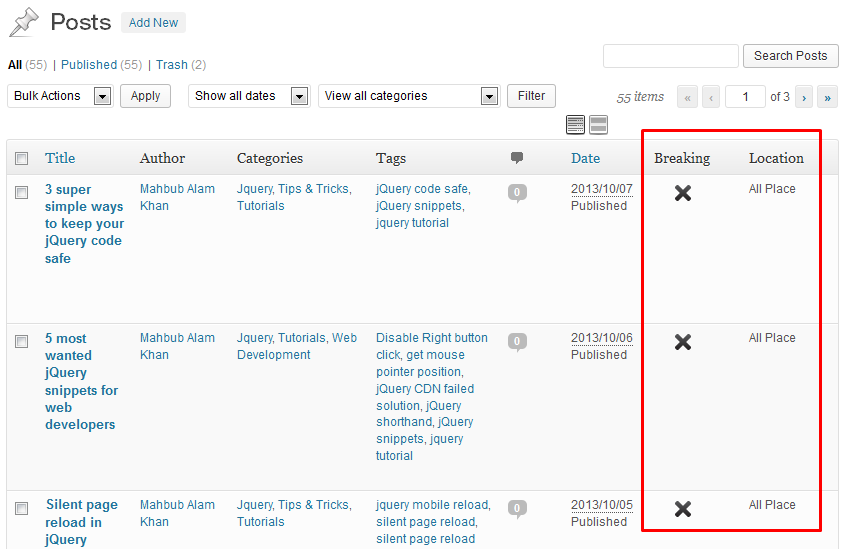 Posts Add New
All (55) | Published (55) | Trash (2)
Search Posts
Bulk Actions Apply Show all dates View all categories Filter 55 items « ‹ 1 of 3 › »
Title Author Categories Tags Date Breaking Location
3 super simple ways to keep your jQuery code safe
Mahbub Alam Khan
Jquery, Tips & Tricks, Tutorials
jQuery code safe, jQuery snippets, jquery tutorial
0
2013/10/07
Published
All Place
5 most wanted jQuery snippets for web developers
Mahbub Alam Khan
Jquery, Tutorials, Web Development
Disable Right button click, get mouse pointer position, jQuery CDN failed solution, jQuery shorthand, jQuery snippets, jquery tutorial
0
2013/10/06
Published
All Place
Silent page reload in jQuery
Mahbub Alam Khan
Jquery, Tips & Tricks, Tutorials
jquery mobile reload, silent page reload, silent page reload
0
2013/10/05
Published
All Place